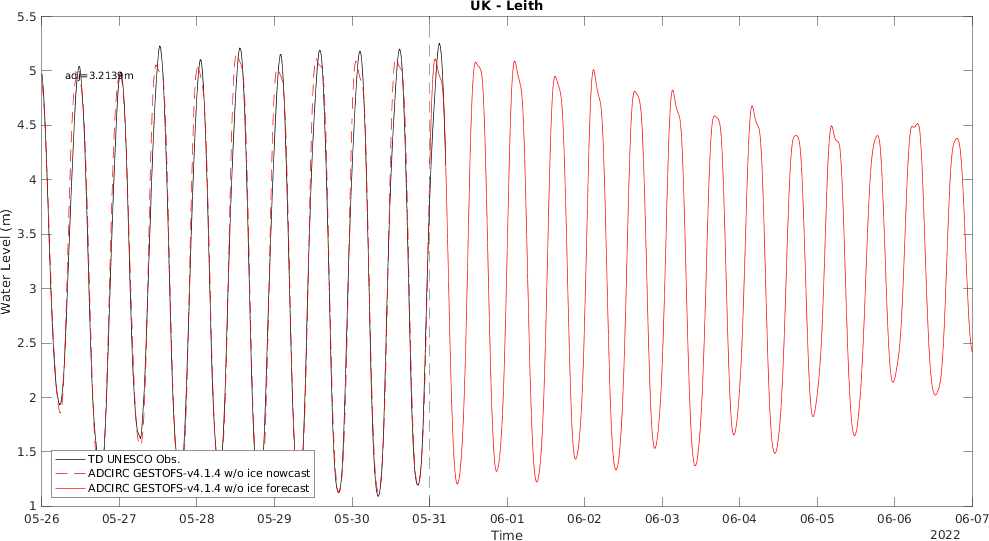 UK - Leith
5.5
5
4.5
4
3.5
3
2.5
2
1.5
1
Water Level (m)
adj=3.2139m
TD UNESCO Obs.
ADCIRC GESTOFS-v4.1.4 w/o ice nowcast
ADCIRC GESTOFS-v4.1.4 w/o ice forecast
05-26 05-27 05-28 05-29 05-30 05-31 06-01 06-02 06-03 06-04 06-05 06-06 06-07
Time
2022